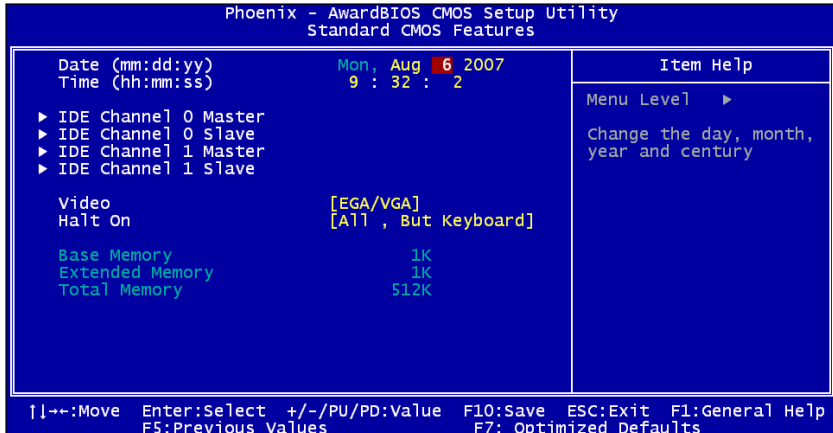 Phoenix - AwardBIOS CMOS Setup Utility
Standard CMOS Features
Date (mm:dd:yy) Mon, Aug 6 2007
Time (hh:mm:ss) 9 : 32 : 2
▶ IDE Channel 0 Master
▶ IDE Channel 0 Slave
▶ IDE Channel 1 Master
▶ IDE Channel 1 Slave
Video [EGA/VGA]
Halt On [All , But Keyboard]
Base Memory 1K
Extended Memory 1K
Total Memory 512K
Item Help
Menu Level ▶
Change the day, month,
year and century
↑↓→←:Move Enter:Select +/-/PU/PD:Value F10:Save ESC:Exit F1:General Help
F5:Previous Values F7: Optimized Defaults